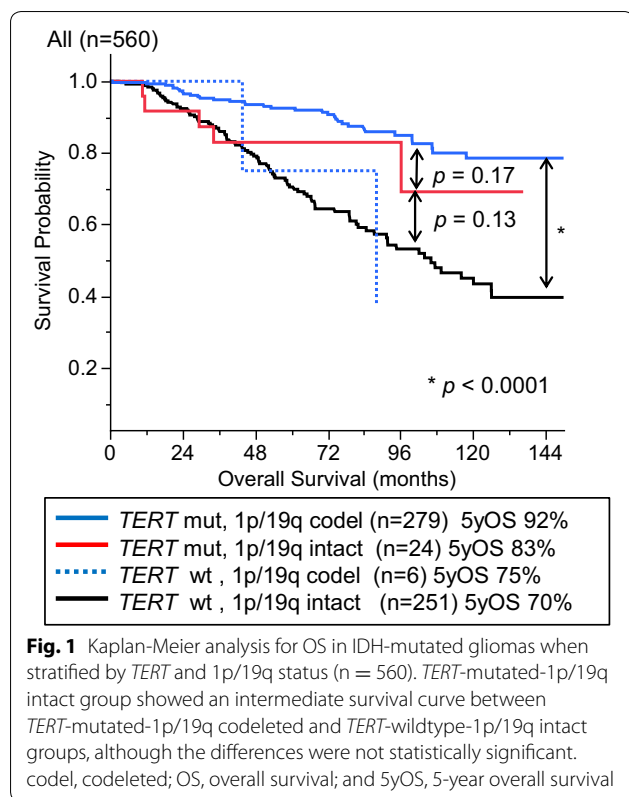 All (n=560)
1.0
0.8
0.6
0.4
0.2
Survival Probability
p = 0.17
p = 0.13
*
* p < 0.0001
0 24 48 72 96 120 144
Overall Survival (months)
TERT mut, 1p/19q codel (n=279) 5yOS 92%
TERT mut, 1p/19q intact (n=24) 5yOS 83%
TERT wt , 1p/19q codel (n=6) 5yOS 75%
TERT wt , 1p/19q intact (n=251) 5yOS 70%
Fig. 1 Kaplan-Meier analysis for OS in IDH-mutated gliomas when
stratified by TERT and 1p/19q status (n = 560). TERT-mutated-1p/19q
intact group showed an intermediate survival curve between
TERT-mutated-1p/19q codeleted and TERT-wildtype-1p/19q intact
groups, although the differences were not statistically significant.
codel, codeleted; OS, overall survival; and 5yOS, 5-year overall survival